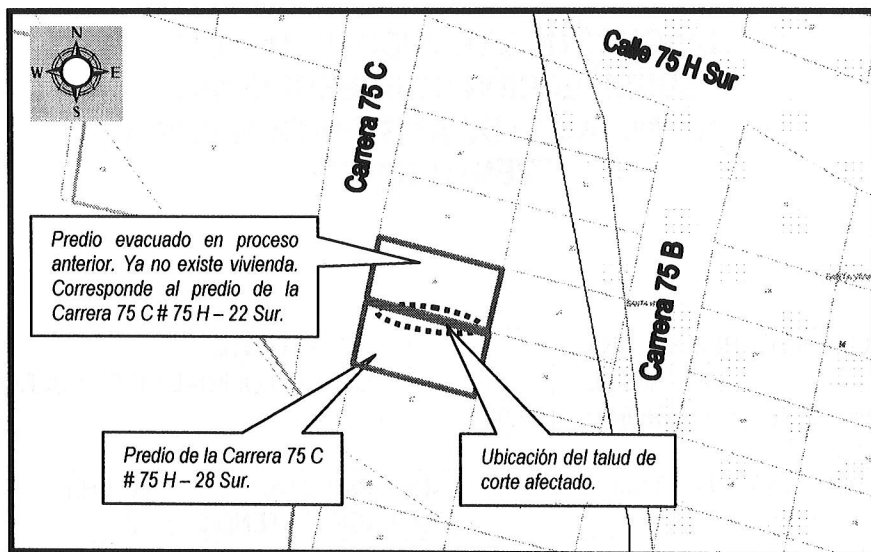 N
W E
S
Carrera 75 C
Calle 75 H Sur
Predio evacuado en proceso
anterior. Ya no existe vivienda.
Corresponde al predio de la
Carrera 75 C # 75 H – 22 Sur.
Carrera 75 B
Predio de la Carrera 75 C
# 75 H – 28 Sur.
Ubicación del talud de
corte afectado.